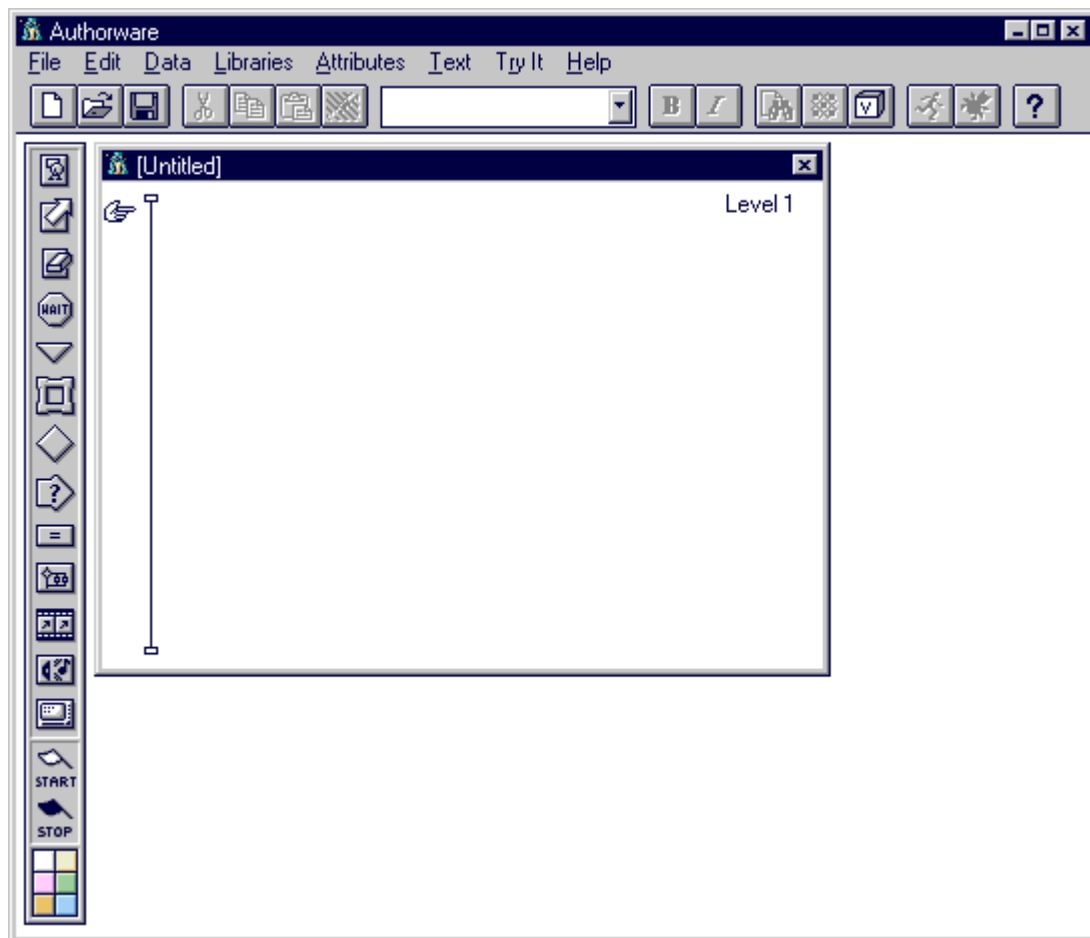 Authorware
File Edit Data Libraries Attributes Text Try It Help
B I V ?
[Untitled]
Level 1
WAIT
?
=
START
STOP